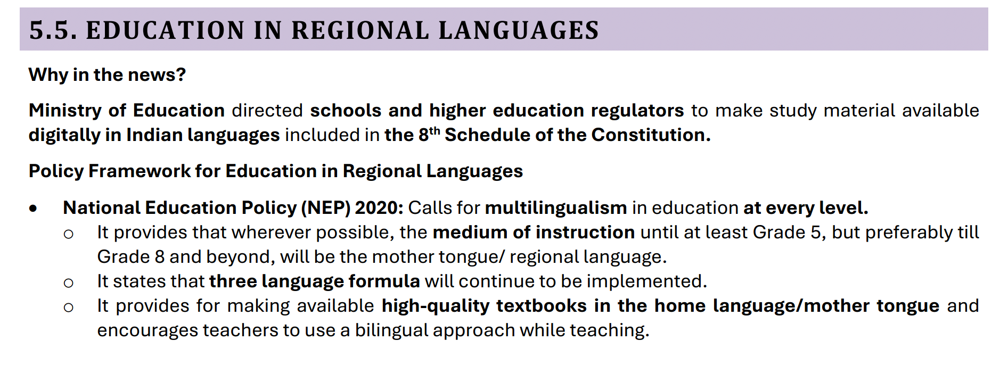 5.5. EDUCATION IN REGIONAL LANGUAGES
Why in the news?
Ministry of Education directed schools and higher education regulators to make study material available
digitally in Indian languages included in the 8th Schedule of the Constitution.
Policy Framework for Education in Regional Languages
• National Education Policy (NEP) 2020: Calls for multilingualism in education at every level.
○ It provides that wherever possible, the medium of instruction until at least Grade 5, but preferably till
Grade 8 and beyond, will be the mother tongue/ regional language.
○ It states that three language formula will continue to be implemented.
○ It provides for making available high-quality textbooks in the home language/mother tongue and
encourages teachers to use a bilingual approach while teaching.